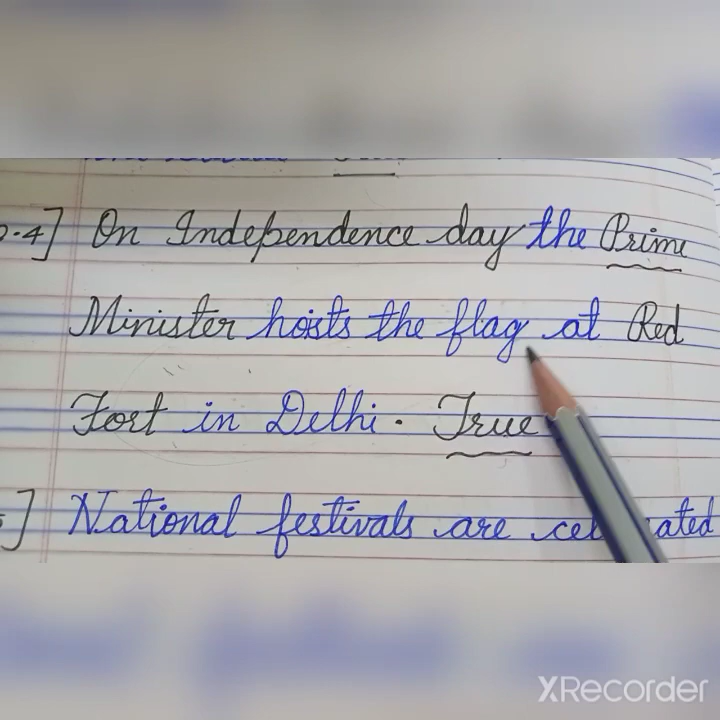 .4] On Independence day the Prime
Minister hoists the flag at Red
Fort in Delhi. True
] National festivals are
XRecorder